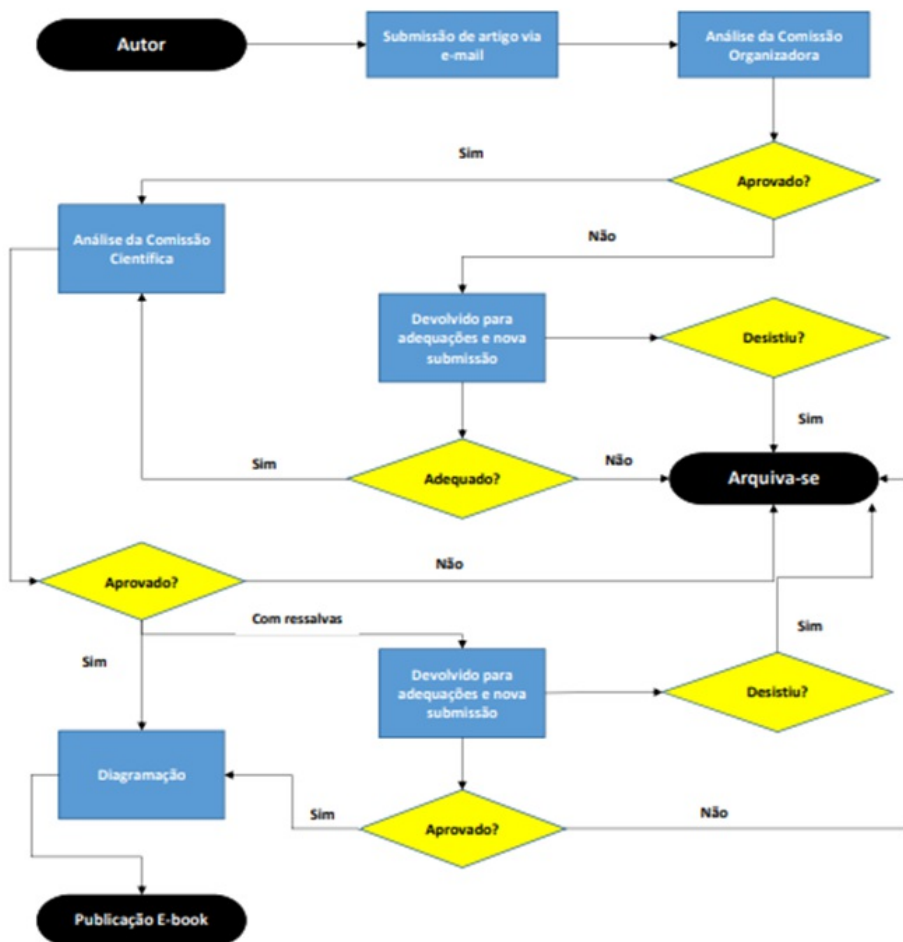 Autor
Submissão de artigo via
e-mail
Análise da Comissão
Organizadora
Sim
Aprovado?
Análise da Comissão
Científica
Não
Devolvido para
adequações e nova
submissão
Desistiu?
Sim
Sim
Adequado?
Não
Arquiva-se
Aprovado?
Não
Com ressalvas
Sim
Sim
Devolvido para
adequações e nova
submissão
Desistiu?
Diagramação
Sim
Aprovado?
Não
Publicação E-book